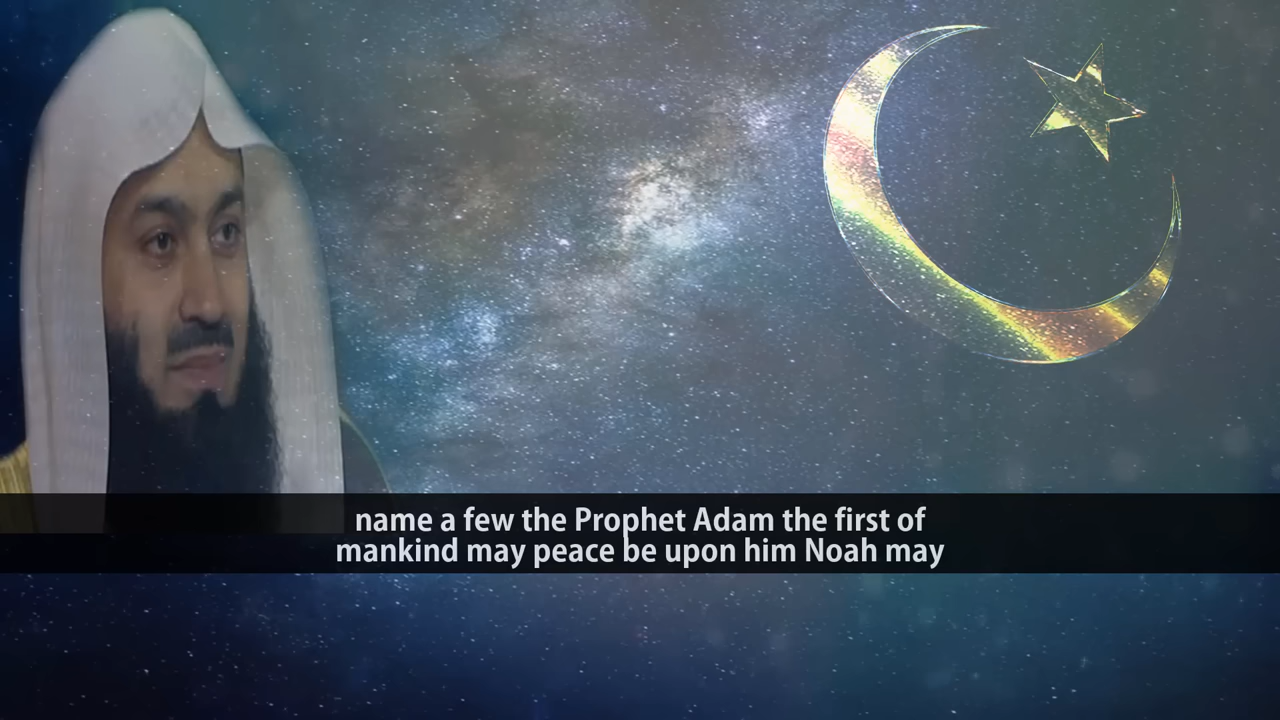 name a few the Prophet Adam the first of
mankind may peace be upon him Noah may